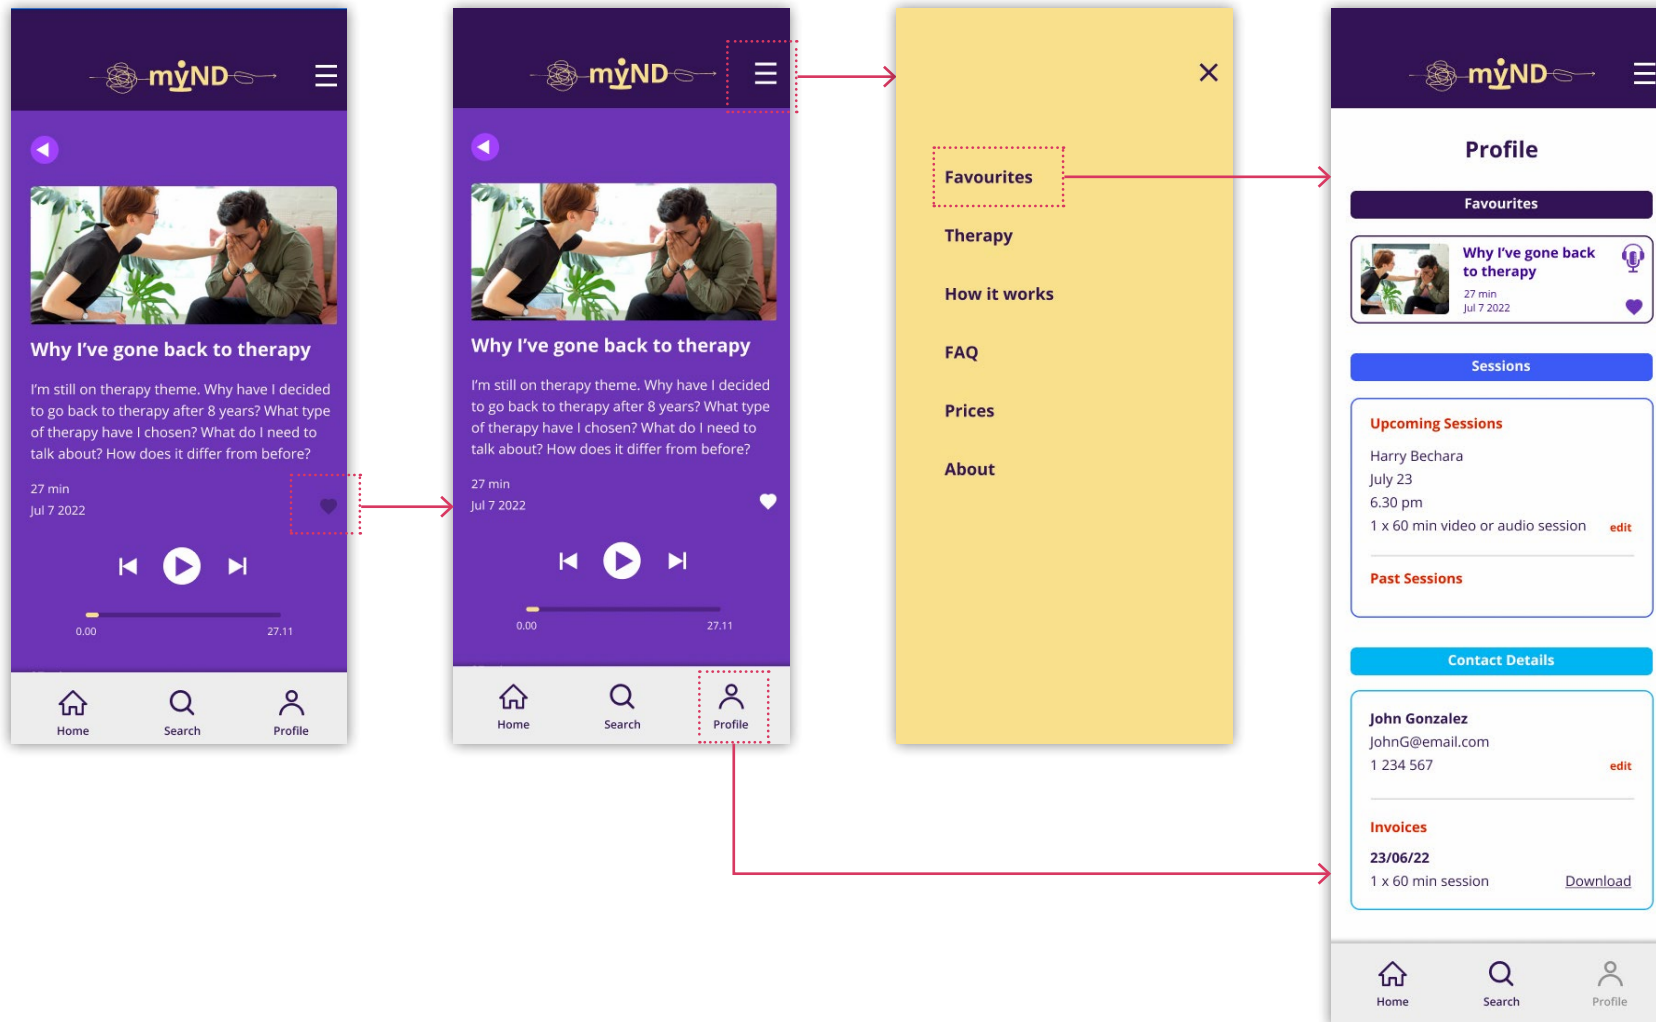 myND
Why I've gone back to therapy
I'm still on therapy theme. Why have I decided
to go back to therapy after 8 years? What type
of therapy have I chosen? What do I need to
talk about? How does it differ from before?
27 min
Jul 7 2022
0.00
27.11
Home
Search
Profile
myND
Why I've gone back to therapy
I'm still on therapy theme. Why have I decided
to go back to therapy after 8 years? What type
of therapy have I chosen? What do I need to
talk about? How does it differ from before?
27 min
Jul 7 2022
0.00
27.11
Home
Search
Profile
Favourites
Therapy
How it works
FAQ
Prices
About
myND
Profile
Favourites
Why I've gone back
to therapy
27 min
Jul 7 2022
Sessions
Upcoming Sessions
Harry Bechara
July 23
6.30 pm
1 x 60 min video or audio session edit
Past Sessions
Contact Details
John Gonzalez
JohnG@email.com
1 234 567 edit
Invoices
23/06/22
1 x 60 min session Download
Home
Search
Profile